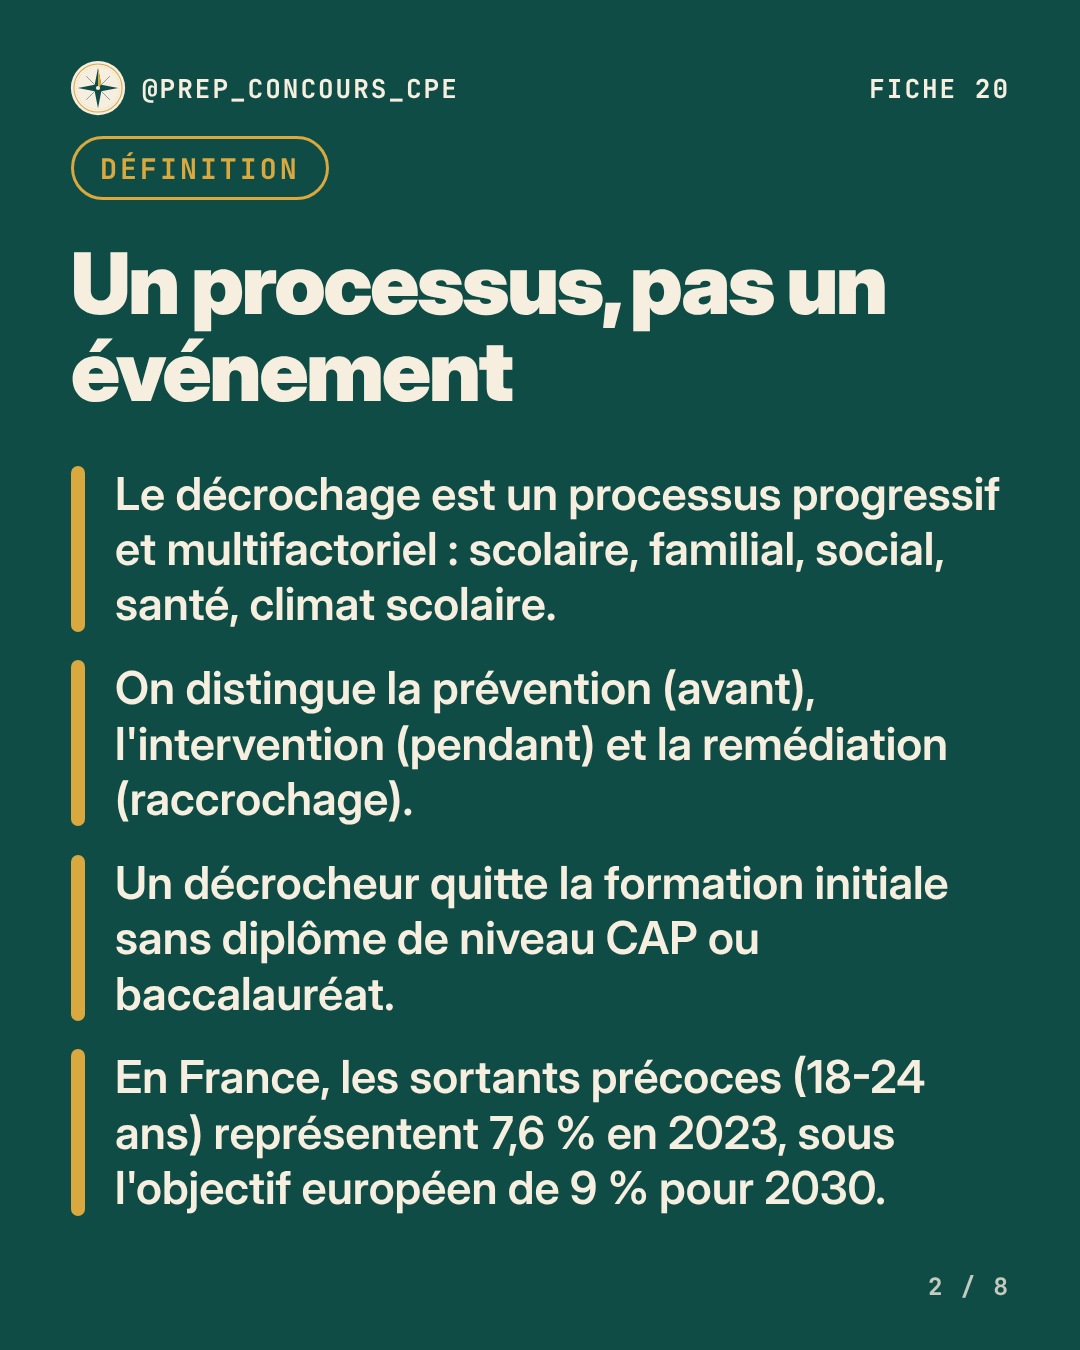 @PREP_CONCOURS_CPE
FICHE 20
DÉFINITION
Un processus, pas un
événement
Le décrochage est un processus progressif
et multifactoriel : scolaire, familial, social,
santé, climat scolaire.
On distingue la prévention (avant),
l'intervention (pendant) et la remédiation
(raccrochage).
Un décrocheur quitte la formation initiale
sans diplôme de niveau CAP ou
baccalauréat.
En France, les sortants précoces (18-24
ans) représentent 7,6 % en 2023, sous
l'objectif européen de 9 % pour 2030.
2 / 8